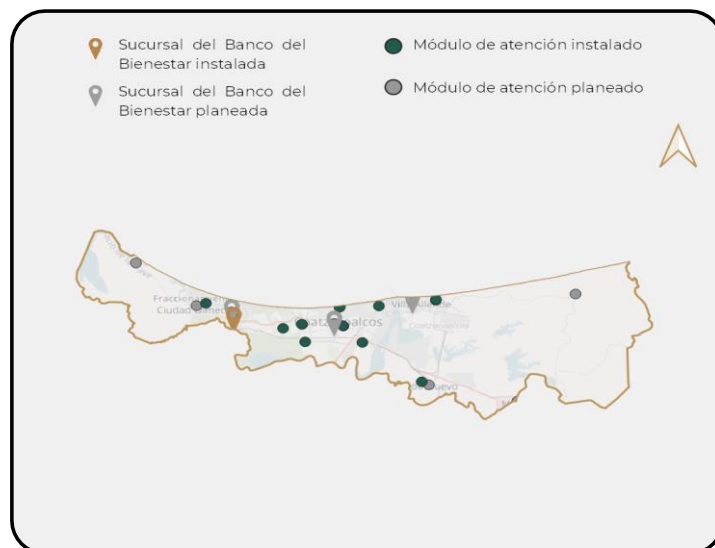 Sucursal del Banco del
Bienestar instalada
Sucursal del Banco del
Bienestar planeada
Módulo de atención instalado
Módulo de atención planeado
Ciudad
Coatzacoalcos